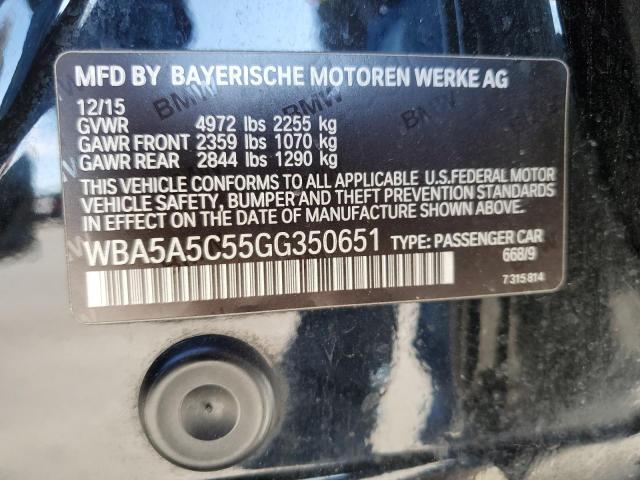 MFD BY BAYERISCHE MOTOREN WERKE AG
12/15
GVWR 4972 lbs 2255 kg
GAWR FRONT 2359 lbs 1070 kg
GAWR REAR 2844 lbs 1290 kg
THIS VEHICLE CONFORMS TO ALL APPLICABLE U.S.FEDERAL MOTOR
VEHICLE SAFETY, BUMPER AND THEFT PREVENTION STANDARDS
IN EFFECT ON THE DATE OF MANUFACTURE SHOWN ABOVE.
WBA5A5C55GG350651 TYPE: PASSENGER CAR
668/9
7 315 814
BMW BMW BMW